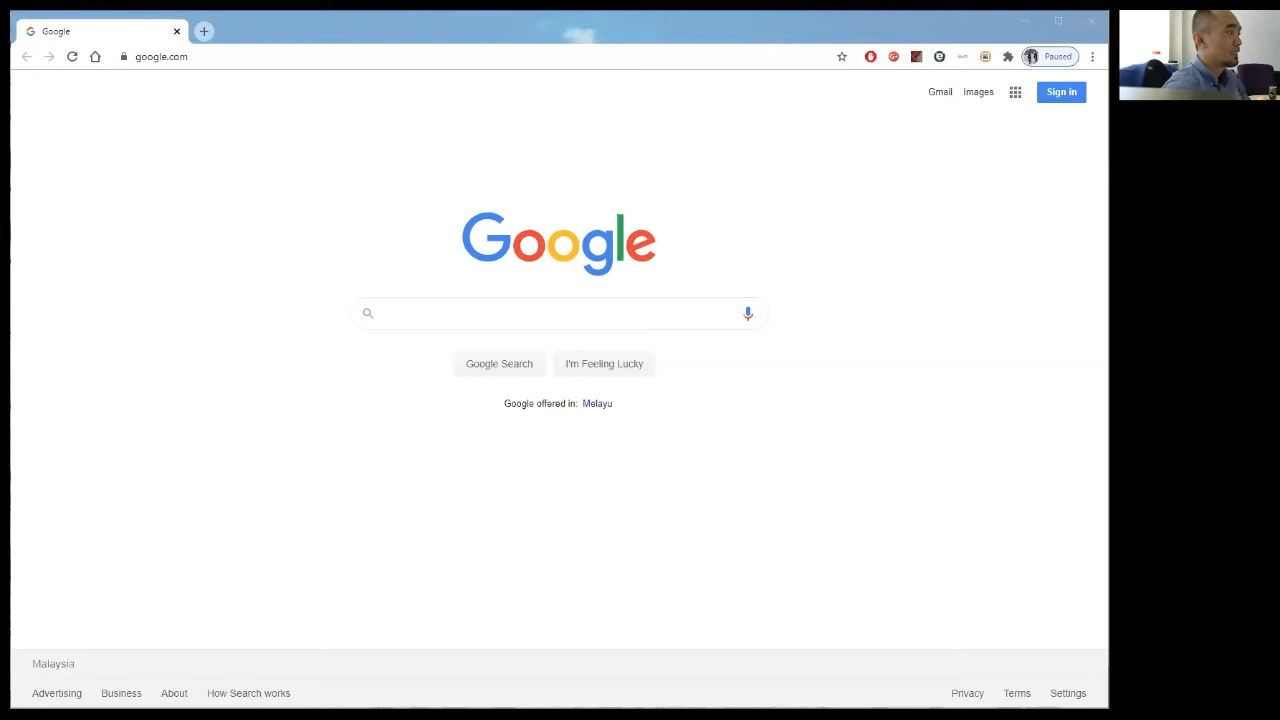 Google
google.com
Paused
Gmail Images Sign in
Google
Google Search I'm Feeling Lucky
Google offered in: Melayu
Malaysia
Advertising Business About How Search works Privacy Terms Settings